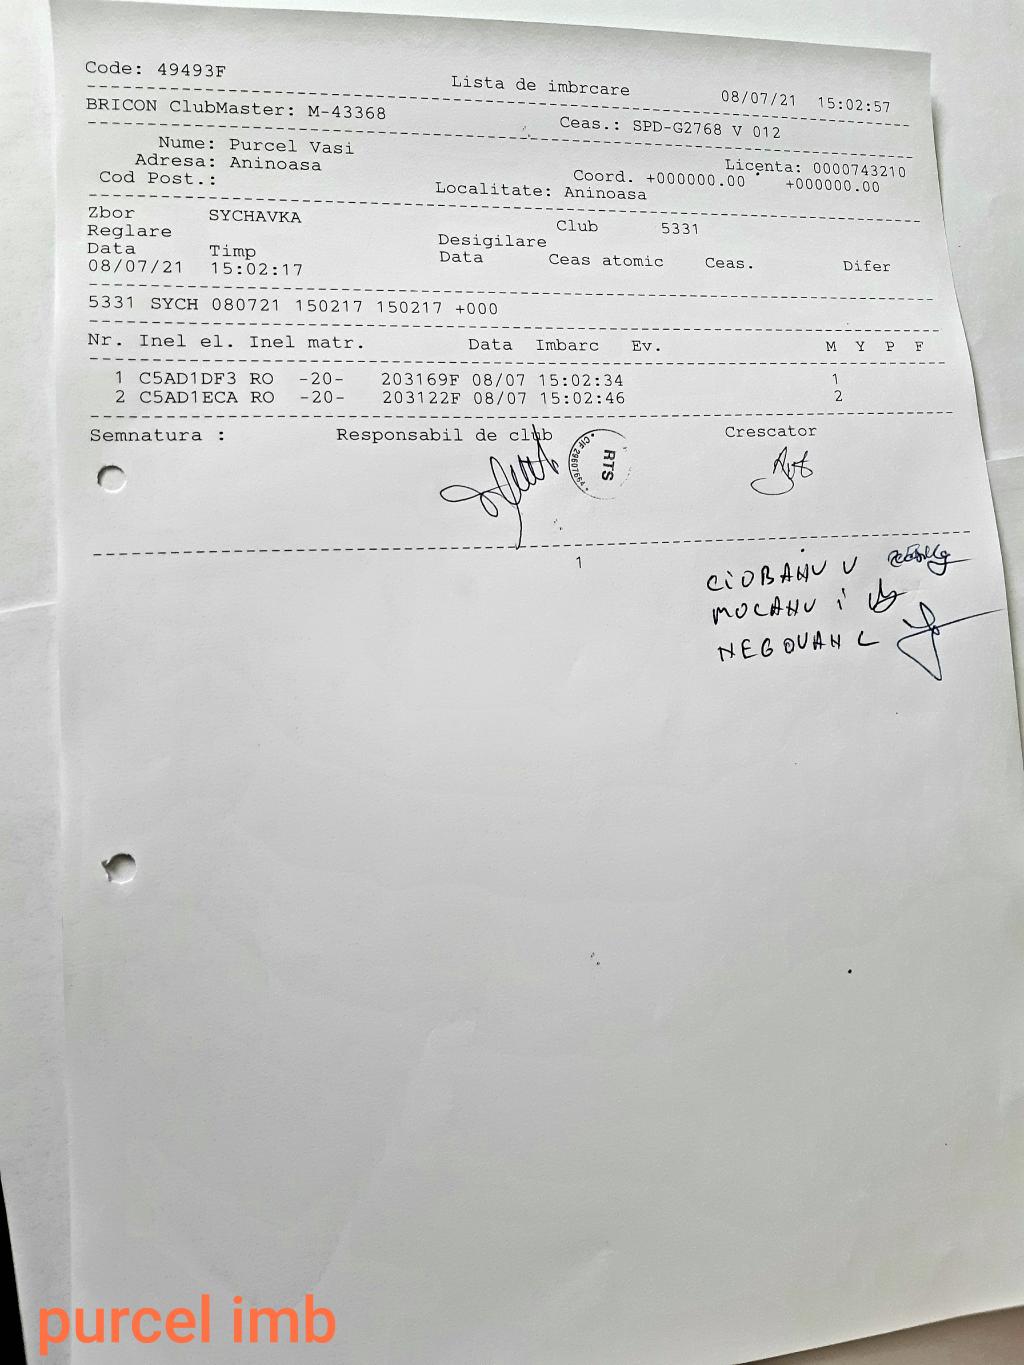 Code: 49493F
Lista de imbrcare 08/07/21 15:02:57
BRICON ClubMaster: M-43368 Ceas.: SPD-G2768 V 012
Nume: Purcel Vasi Licenta: 0000743210
Adresa: Aninoasa Coord. +000000.00 +000000.00
Cod Post.: Localitate: Aninoasa
Zbor SYCHAVKA Club 5331
Reglare Desigilare
Data Timp Data Ceas atomic Ceas. Difer
08/07/21 15:02:17
5331 SYCH 080721 150217 150217 +000
Nr. Inel el. Inel matr. Data Imbarc Ev. M Y P F
1 C5AD1DF3 RO -20- 203169F 08/07 15:02:34 1
2 C5AD1ECA RO -20- 203122F 08/07 15:02:46 2
Semnatura : Responsabil de club Crescator
RTS
CIF 29607664
1
CIOBANU V
MOCANU i
NEGOVAN C
purcel imb